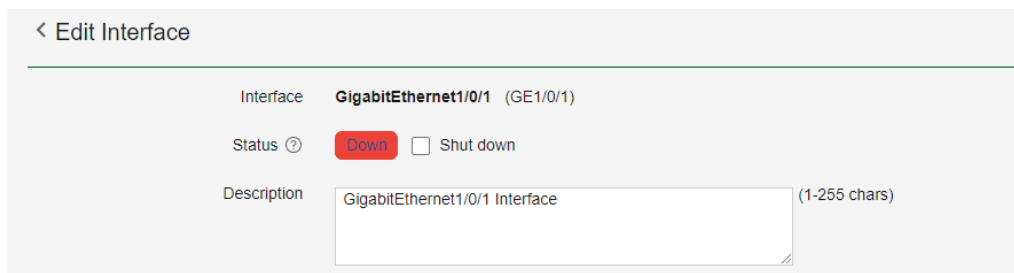 < Edit Interface
Interface GigabitEthernet1/0/1 (GE1/0/1)
Status ? Down Shut down
Description GigabitEthernet1/0/1 Interface (1-255 chars)